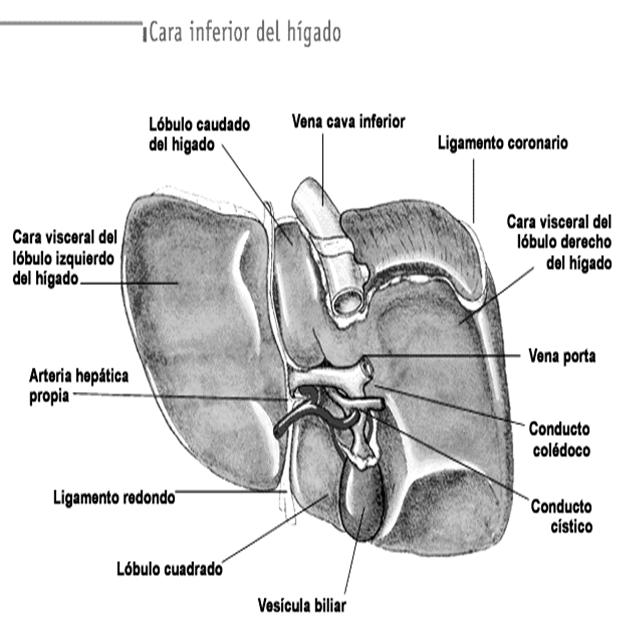 Cara inferior del hígado
Lóbulo caudado
del higado
Vena cava inferior
Ligamento coronario
Cara visceral del
lóbulo izquierdo
del hígado
Cara visceral del
lóbulo derecho
del hígado
Vena porta
Arteria hepática
propia
Conducto
colédoco
Ligamento redondo
Conducto
cístico
Lóbulo cuadrado
Vesícula biliar